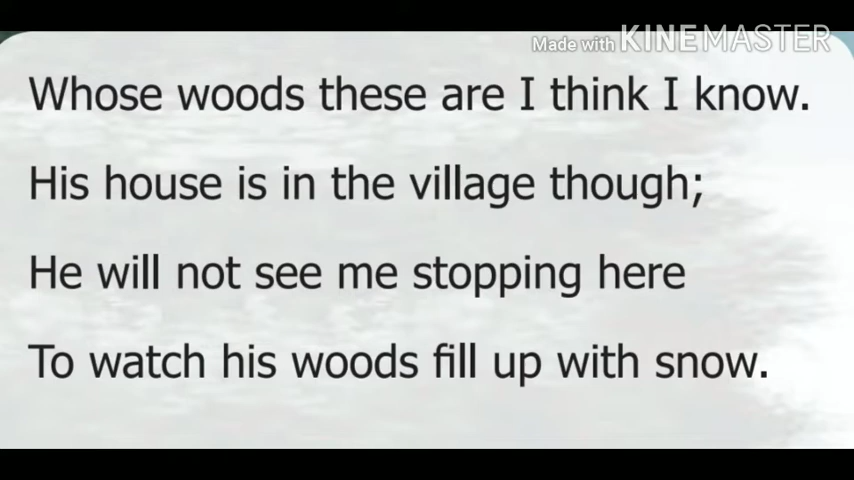 Made with KINEMASTER
Whose woods these are I think I know.
His house is in the village though;
He will not see me stopping here
To watch his woods fill up with snow.